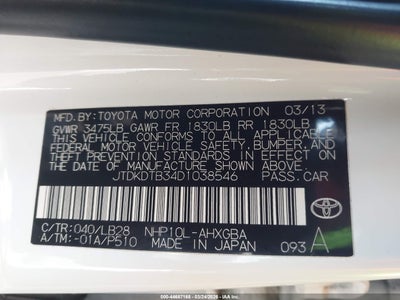 MFD.BY:TOYOTA MOTOR CORPORATION 03/13
GVWR 3475LB GAWR FR 1830LB RR 1830LB
THIS VEHICLE CONFORMS TO ALL APPLICABLE
FEDERAL MOTOR VEHICLE SAFETY,
BUMPER, AND THEFT PREVENTION
STANDARDS IN EFFECT ON THE DATE
OF MANUFACTURE SHOWN ABOVE.
JTDKDTB34D1038546 PASS.CAR
C/TR:040/LB28 NHP10L-AHXGBA
A/TM:-01A/P510 MADE IN JAPAN 093 A
TOYOTA